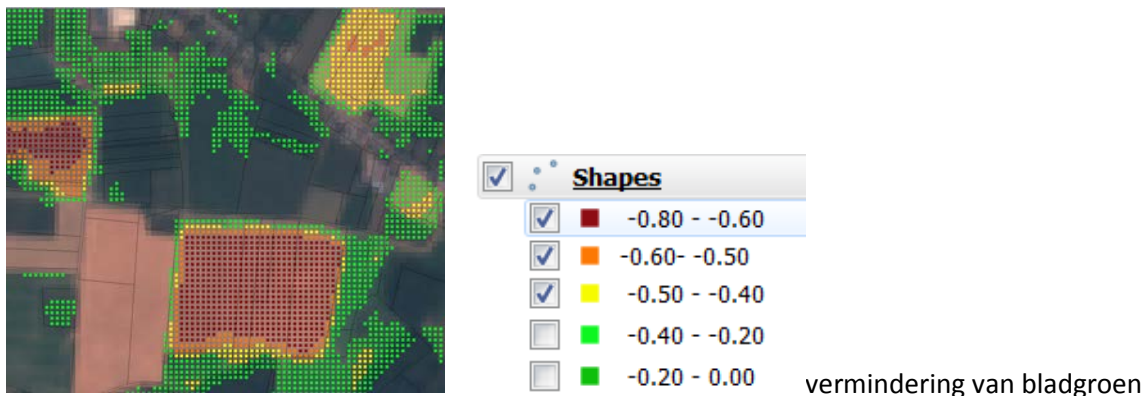 Shapes
-0.80 - -0.60
-0.60- -0.50
-0.50 - -0.40
-0.40 - -0.20
-0.20 - 0.00
vermindering van bladgroen